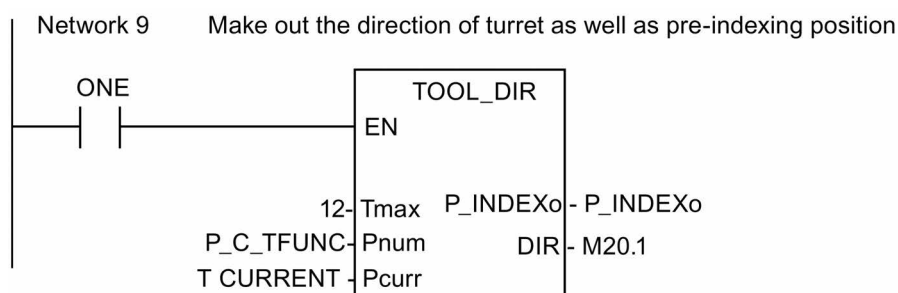 Network 9 Make out the direction of turret as well as pre-indexing position
ONE
TOOL_DIR
EN
12- Tmax P_INDEXo - P_INDEXo
P_C_TFUNC- Pnum DIR - M20.1
T CURRENT - Pcurr